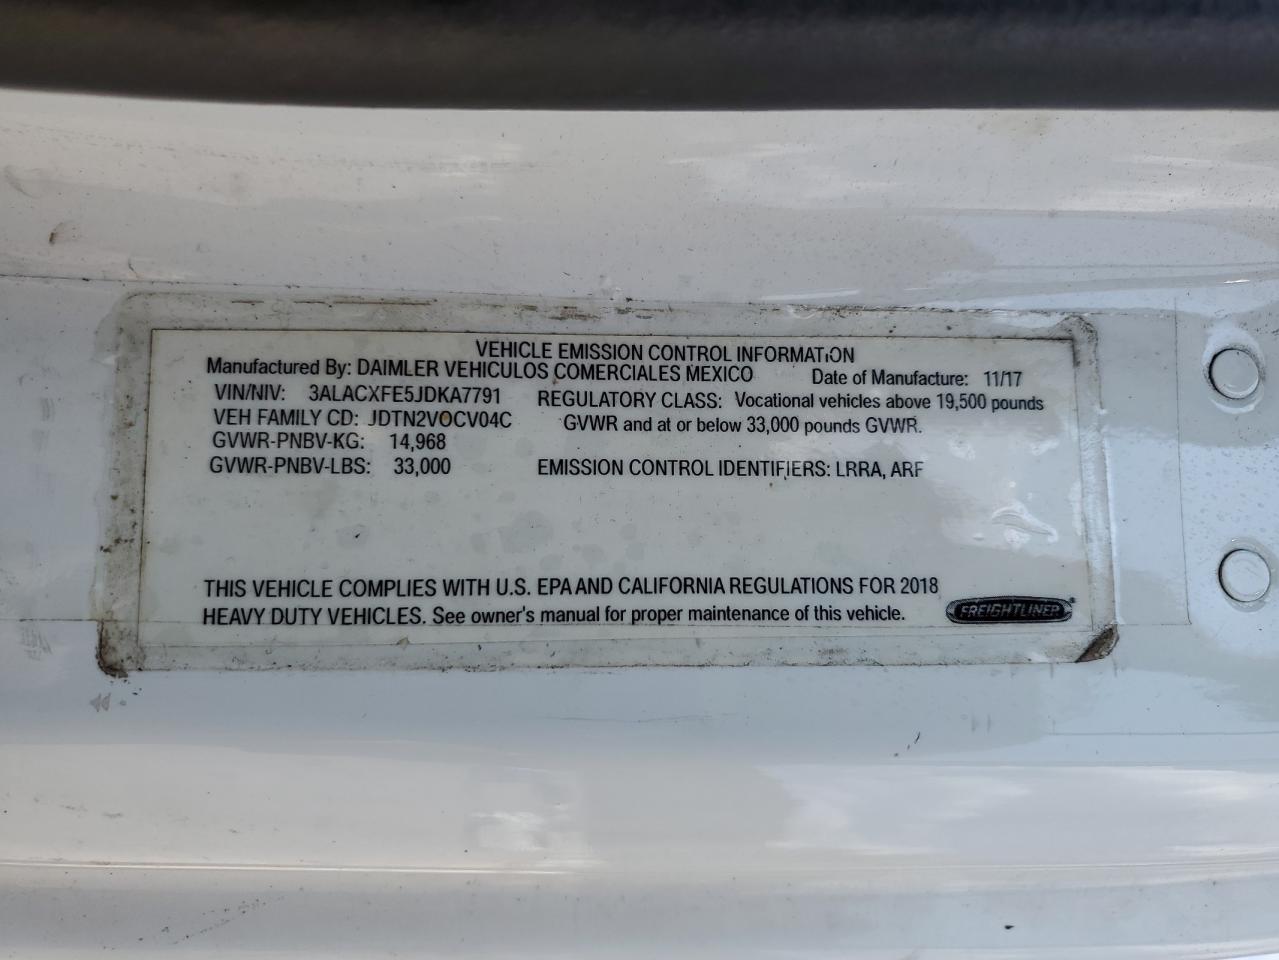 VEHICLE EMISSION CONTROL INFORMATION
Manufactured By: DAIMLER VEHICULOS COMERCIALES MEXICO Date of Manufacture: 11/17
VIN/NIV: 3ALACXFE5JDKA7791 REGULATORY CLASS: Vocational vehicles above 19,500 pounds
VEH FAMILY CD: JDTN2VOCV04C GVWR and at or below 33,000 pounds GVWR.
GVWR-PNBV-KG: 14,968
GVWR-PNBV-LBS: 33,000 EMISSION CONTROL IDENTIFIERS: LRRA, ARF
THIS VEHICLE COMPLIES WITH U.S. EPA AND CALIFORNIA REGULATIONS FOR 2018
HEAVY DUTY VEHICLES. See owner's manual for proper maintenance of this vehicle.
FREIGHTLINER®